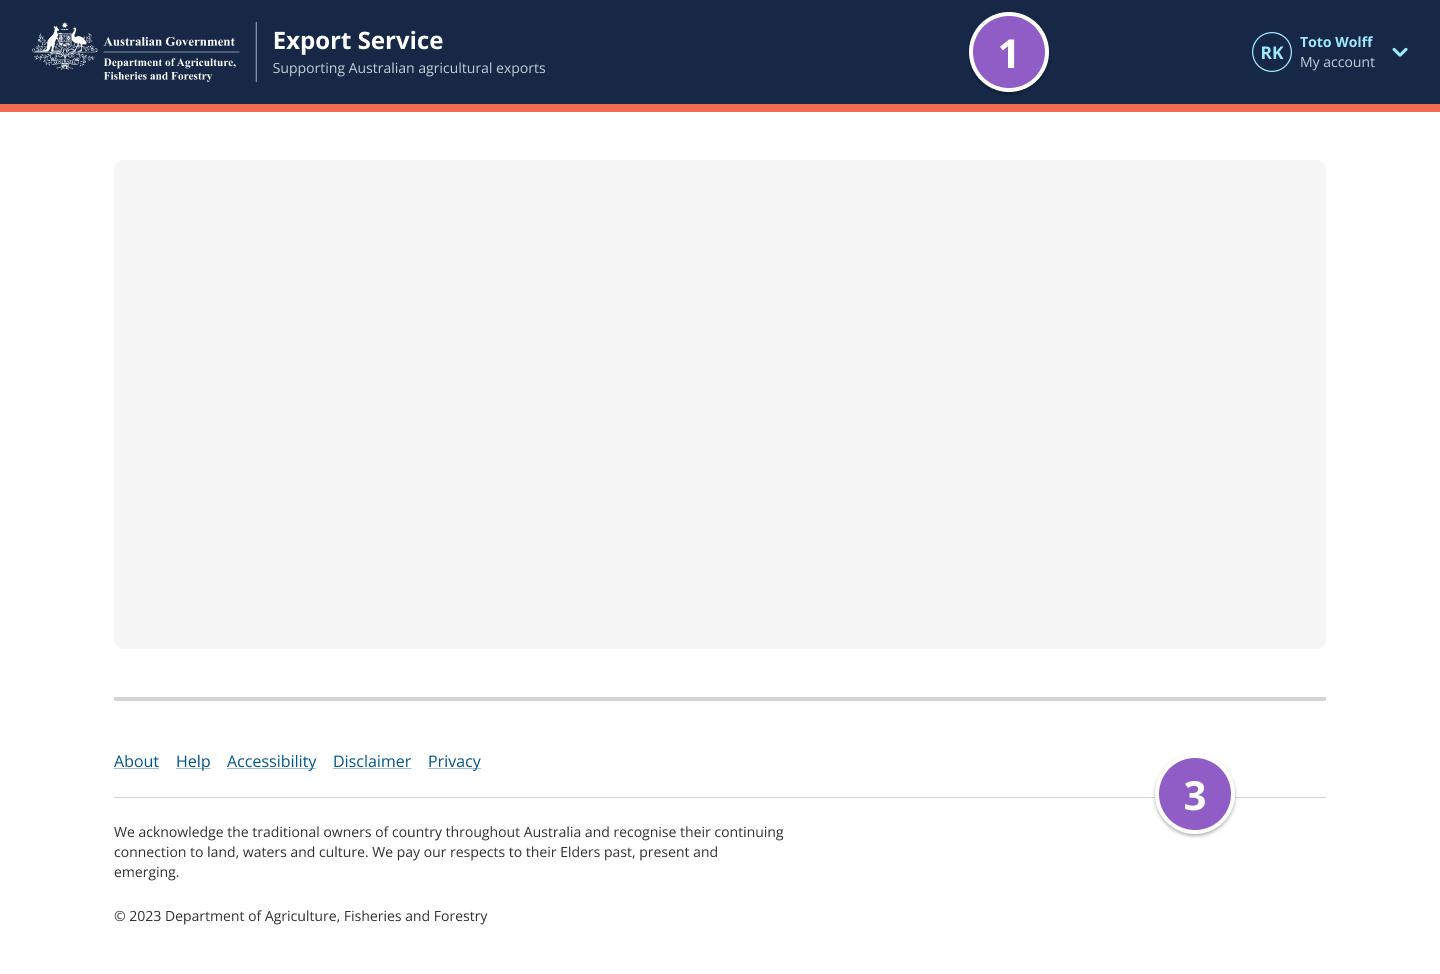 Australian Government
Department of Agriculture,
Fisheries and Forestry
Export Service
Supporting Australian agricultural exports
1
RK
Toto Wolff
My account
About Help Accessibility Disclaimer Privacy
3
We acknowledge the traditional owners of country throughout Australia and recognise their continuing
connection to land, waters and culture. We pay our respects to their Elders past, present and
emerging.
© 2023 Department of Agriculture, Fisheries and Forestry